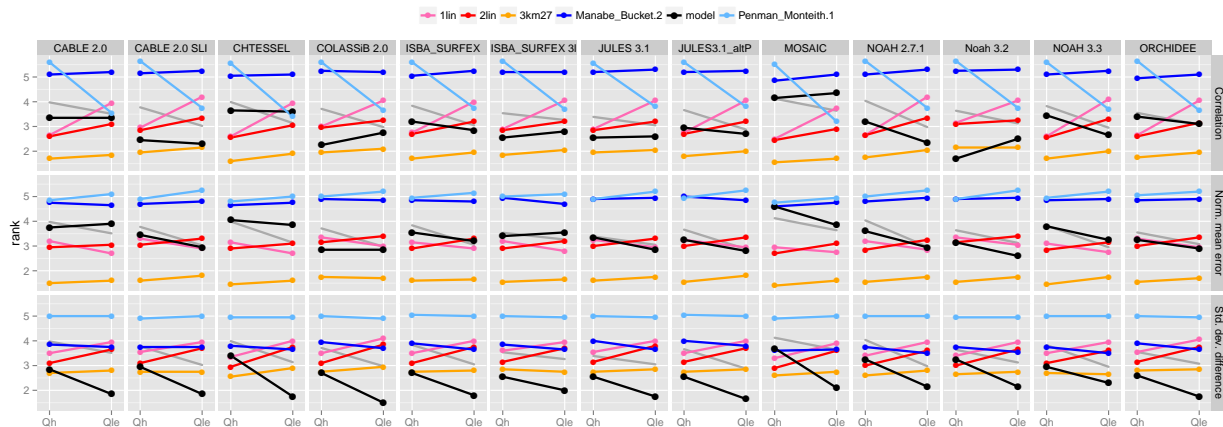 1lin 2lin 3km27 Manabe_Bucket.2 model Penman_Monteith.1
CABLE 2.0 CABLE 2.0 SLI CHTESSEL COLASSiB 2.0 ISBA_SURFEX ISBA_SURFEX 3l JULES 3.1 JULES3.1_altP MOSAIC NOAH 2.7.1 Noah 3.2 NOAH 3.3 ORCHIDEE
5
4
3
2
Correlation
5
4
3
2
Norm. mean error
rank
5
4
3
2
Std. dev. difference
Qh Qle Qh Qle Qh Qle Qh Qle Qh Qle Qh Qle Qh Qle Qh Qle Qh Qle Qh Qle Qh Qle Qh Qle Qh Qle